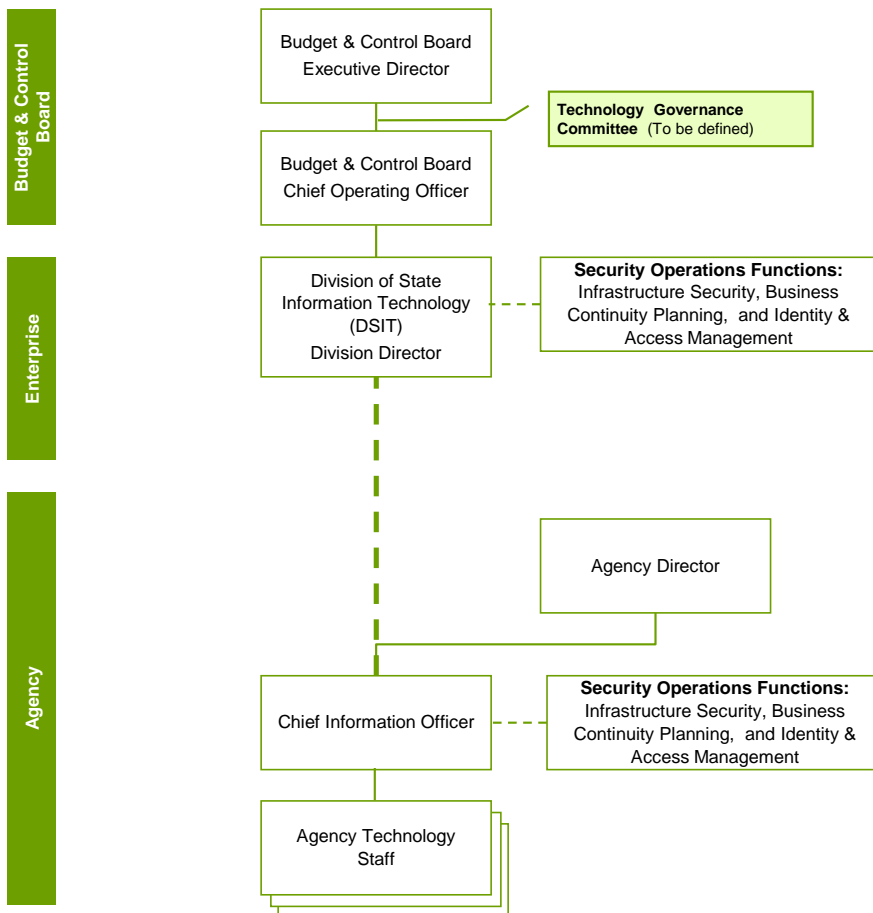 Budget & Control
Board
Budget & Control Board
Executive Director
Technology Governance
Committee (To be defined)
Budget & Control Board
Chief Operating Officer
Enterprise
Division of State
Information Technology
(DSIT)
Division Director
Security Operations Functions:
Infrastructure Security, Business
Continuity Planning, and Identity &
Access Management
Agency
Agency Director
Chief Information Officer
Security Operations Functions:
Infrastructure Security, Business
Continuity Planning, and Identity &
Access Management
Agency Technology
Staff